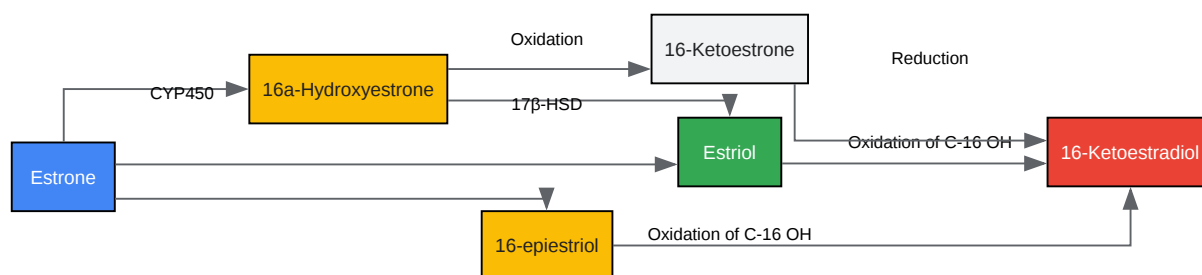 Oxidation
16-Ketoestrone
Reduction
CYP450
16a-Hydroxyestrone
17β-HSD
Estrone
Estriol
Oxidation of C-16 OH
16-Ketoestradiol
16-epiestriol
Oxidation of C-16 OH